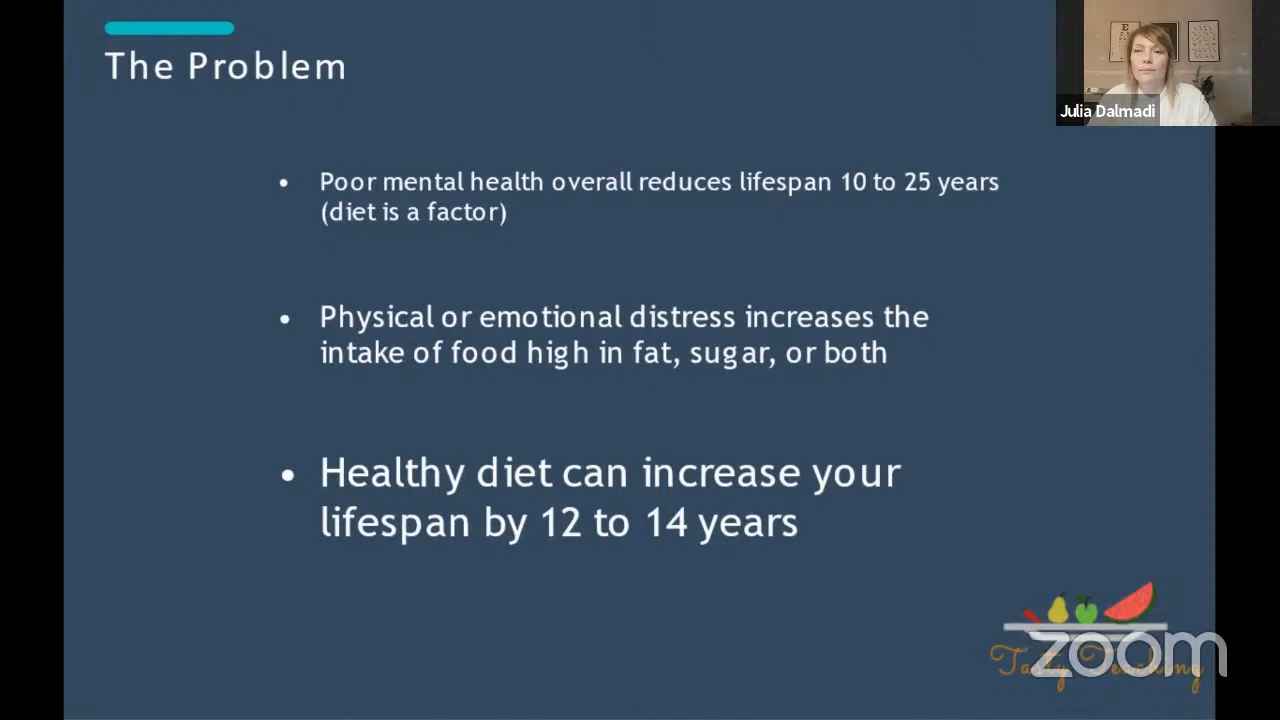 The Problem
Julia Dalmadi
• Poor mental health overall reduces lifespan 10 to 25 years
(diet is a factor)
• Physical or emotional distress increases the
intake of food high in fat, sugar, or both
• Healthy diet can increase your
lifespan by 12 to 14 years
zoom
Tasty Teaching